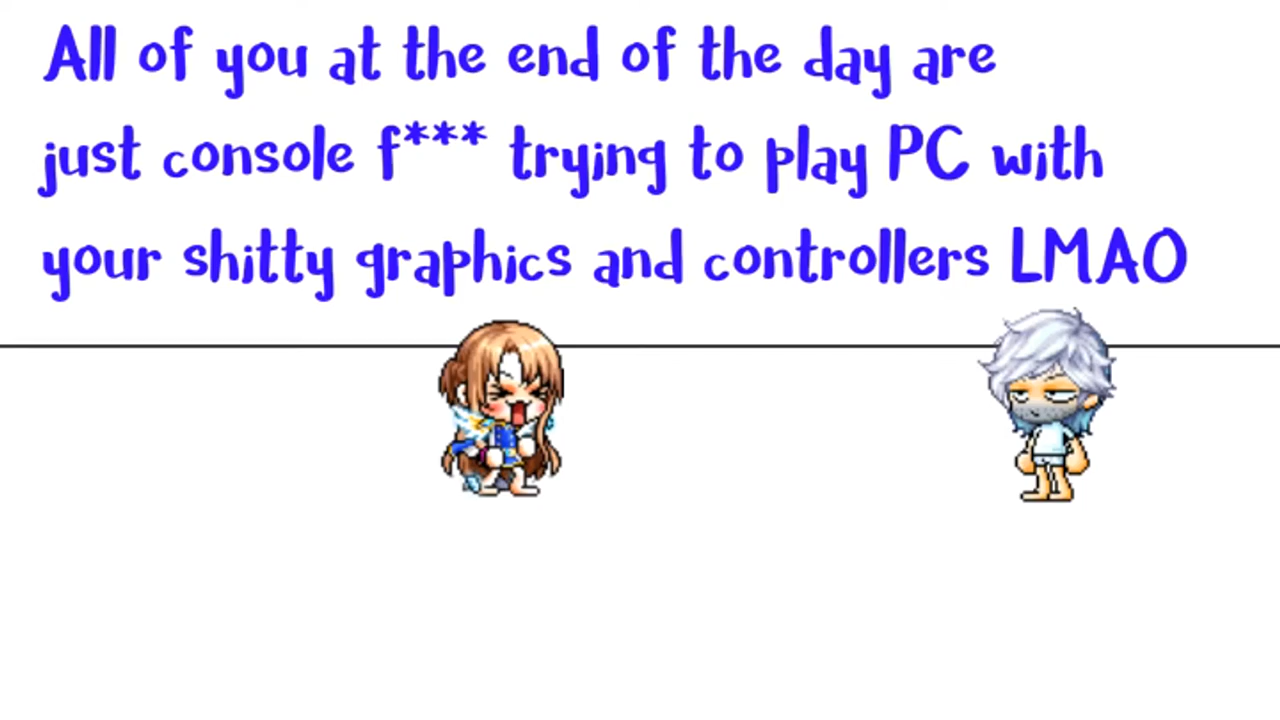 All of you at the end of the day are
just console f*** trying to play PC with
your shitty graphics and controllers LMAO